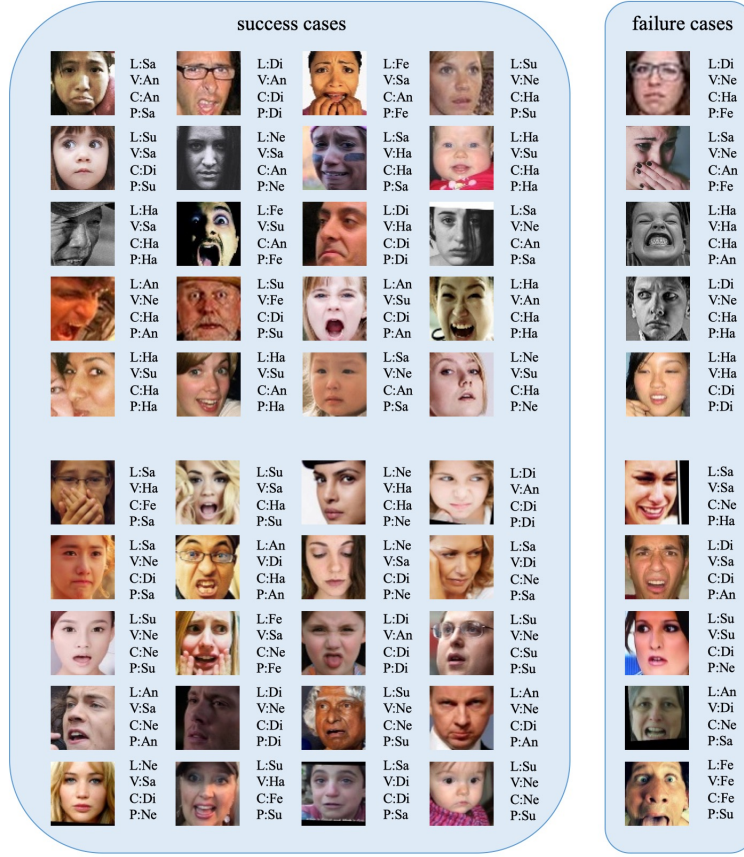 success cases
failure cases
L:Sa
V:An
C:An
P:Sa
L:Di
V:An
C:Di
P:Di
L:Fe
V:Sa
C:An
P:Fe
L:Su
V:Ne
C:Ha
P:Su
L:Di
V:Ne
C:Ha
P:Fe
L:Su
V:Sa
C:Di
P:Su
L:Ne
V:Sa
C:An
P:Ne
L:Sa
V:Ha
C:Ha
P:Sa
L:Ha
V:Su
C:Ha
P:Ha
L:Sa
V:Ne
C:An
P:Fe
L:Ha
V:Sa
C:Ha
P:Ha
L:Fe
V:Su
C:An
P:Fe
L:Di
V:Ha
C:Di
P:Di
L:Sa
V:Ne
C:An
P:Sa
L:Ha
V:Ha
C:Ha
P:An
L:An
V:Ne
C:Ha
P:An
L:Su
V:Fe
C:Di
P:Su
L:An
V:Su
C:Di
P:An
L:Ha
V:An
C:Ha
P:Ha
L:Di
V:Ne
C:Ha
P:Ha
L:Ha
V:Su
C:Ha
P:Ha
L:Ha
V:Su
C:An
P:Ha
L:Sa
V:Ne
C:An
P:Sa
L:Ne
V:Su
C:Ha
P:Ne
L:Ha
V:Ha
C:Di
P:Di
L:Sa
V:Ha
C:Fe
P:Sa
L:Su
V:Sa
C:Ha
P:Su
L:Ne
V:Ha
C:Ha
P:Ne
L:Di
V:An
C:Di
P:Di
L:Sa
V:Sa
C:Ne
P:Ha
L:Sa
V:Ne
C:Di
P:Sa
L:An
V:Di
C:Ha
P:An
L:Ne
V:Sa
C:Di
P:Ne
L:Sa
V:Di
C:Ne
P:Sa
L:Di
V:Sa
C:Di
P:An
L:Su
V:Ne
C:Ne
P:Su
L:Fe
V:Sa
C:Ne
P:Fe
L:Di
V:An
C:Di
P:Di
L:Su
V:Ne
C:Su
P:Su
L:Su
V:Su
C:Di
P:Ne
L:An
V:Sa
C:Ne
P:An
L:Di
V:Ne
C:Di
P:Di
L:Su
V:Ne
C:Ne
P:Su
L:An
V:Ne
C:Di
P:An
L:An
V:Di
C:Ne
P:Sa
L:Ne
V:Sa
C:Di
P:Ne
L:Su
V:Ha
C:Fe
P:Su
L:Sa
V:Di
C:Di
P:Sa
L:Su
V:Ne
C:Ne
P:Su
L:Fe
V:Fe
C:Fe
P:Su